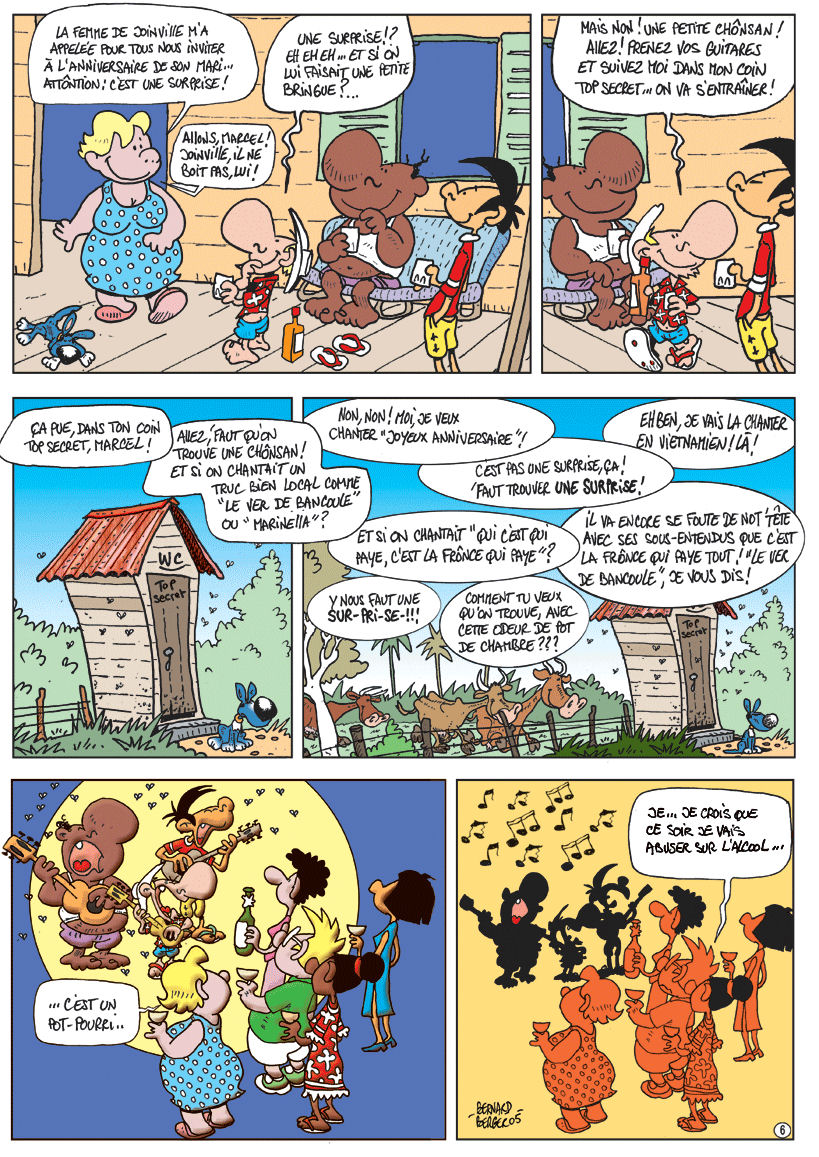 LA FEMME DE JOINVILLE M'A
APPELÉE POUR TOUS NOUS INVITER
À L'ANNIVERSAIRE DE SON MARI...
ATTÔNTION! C'EST UNE SURPRISE!
ALLONS, MARCEL!
JOINVILLE, IL NE
BOIT PAS, LUI!
UNE SURPRISE!?
EH EH EH... ET SI ON
LUI FAISAIT UNE PETITE
BRINGUE?...
MAIS NON! UNE PETITE CHÔNSAN!
ALLEZ! PRENEZ VOS GUITARES
ET SUIVEZ MOI DANS MON COIN
TOP SECRET... ON VA S'ENTRAÎNER!
ÇA PUE, DANS TON COIN
TOP SECRET, MARCEL!
ALLEZ, FAUT QU'ON
TROUVE UNE CHÔNSAN!
ET SI ON CHANTAIT UN
TRUC BIEN LOCAL COMME
"LE VER DE BANCOULE"
OU "MARINELLA"?
WC
TOP
SECRET
NON, NON! MOI, JE VEUX
CHANTER "JOYEUX ANNIVERSAIRE"!
EH BEN, JE VAIS LA CHANTER
EN VIETNAMIEN! LÀ!
C'EST PAS UNE SURPRISE, ÇA!
'FAUT TROUVER UNE SURPRISE!
ET SI ON CHANTAIT "QUI C'EST QUI
PAYE, C'EST LA FRÔNCE QUI PAYE"?
IL VA ENCORE SE FOUTE DE NOT' TÊTE
AVEC SES SOUS-ENTENDUS QUE C'EST
LA FRÔNCE QUI PAYE TOUT! "LE VER
DE BANCOULE", JE VOUS DIS!
Y NOUS FAUT UNE
SUR-PRI-SE-!!!
COMMENT TU VEUX
QU'ON TROUVE, AVEC
CETTE ODEUR DE POT
DE CHAMBRE???
TOP
SECRET
...C'EST UN
POT-POURRI..
JE... JE CROIS QUE
CE SOIR JE VAIS
ABUSER SUR L'ALCOOL...
BERNARD
BERGER 05
6